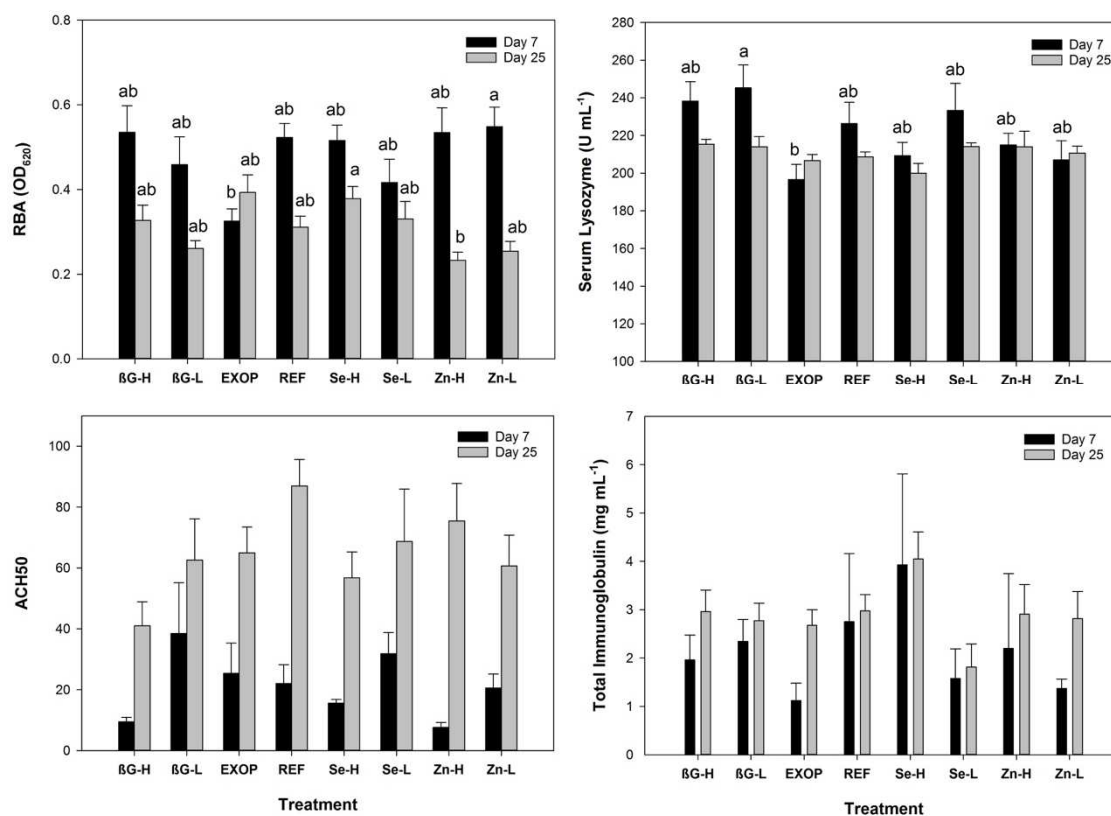 RBA (OD620)
0.8
0.6
0.4
0.2
0.0
Day 7
Day 25
ab
ab
ab
ab
b
ab
ab
ab
ab
a
ab
ab
ab
b
a
ab
ßG-H ßG-L EXOP REF Se-H Se-L Zn-H Zn-L
Serum Lysozyme (U mL-1)
280
260
240
220
200
180
160
140
120
100
Day 7
Day 25
ab
a
b
ab
ab
ab
ab
ab
ßG-H ßG-L EXOP REF Se-H Se-L Zn-H Zn-L
ACH50
100
80
60
40
20
0
Day 7
Day 25
ßG-H ßG-L EXOP REF Se-H Se-L Zn-H Zn-L
Treatment
Total Immunoglobulin (mg mL-1)
7
6
5
4
3
2
1
0
Day 7
Day 25
ßG-H ßG-L EXOP REF Se-H Se-L Zn-H Zn-L
Treatment